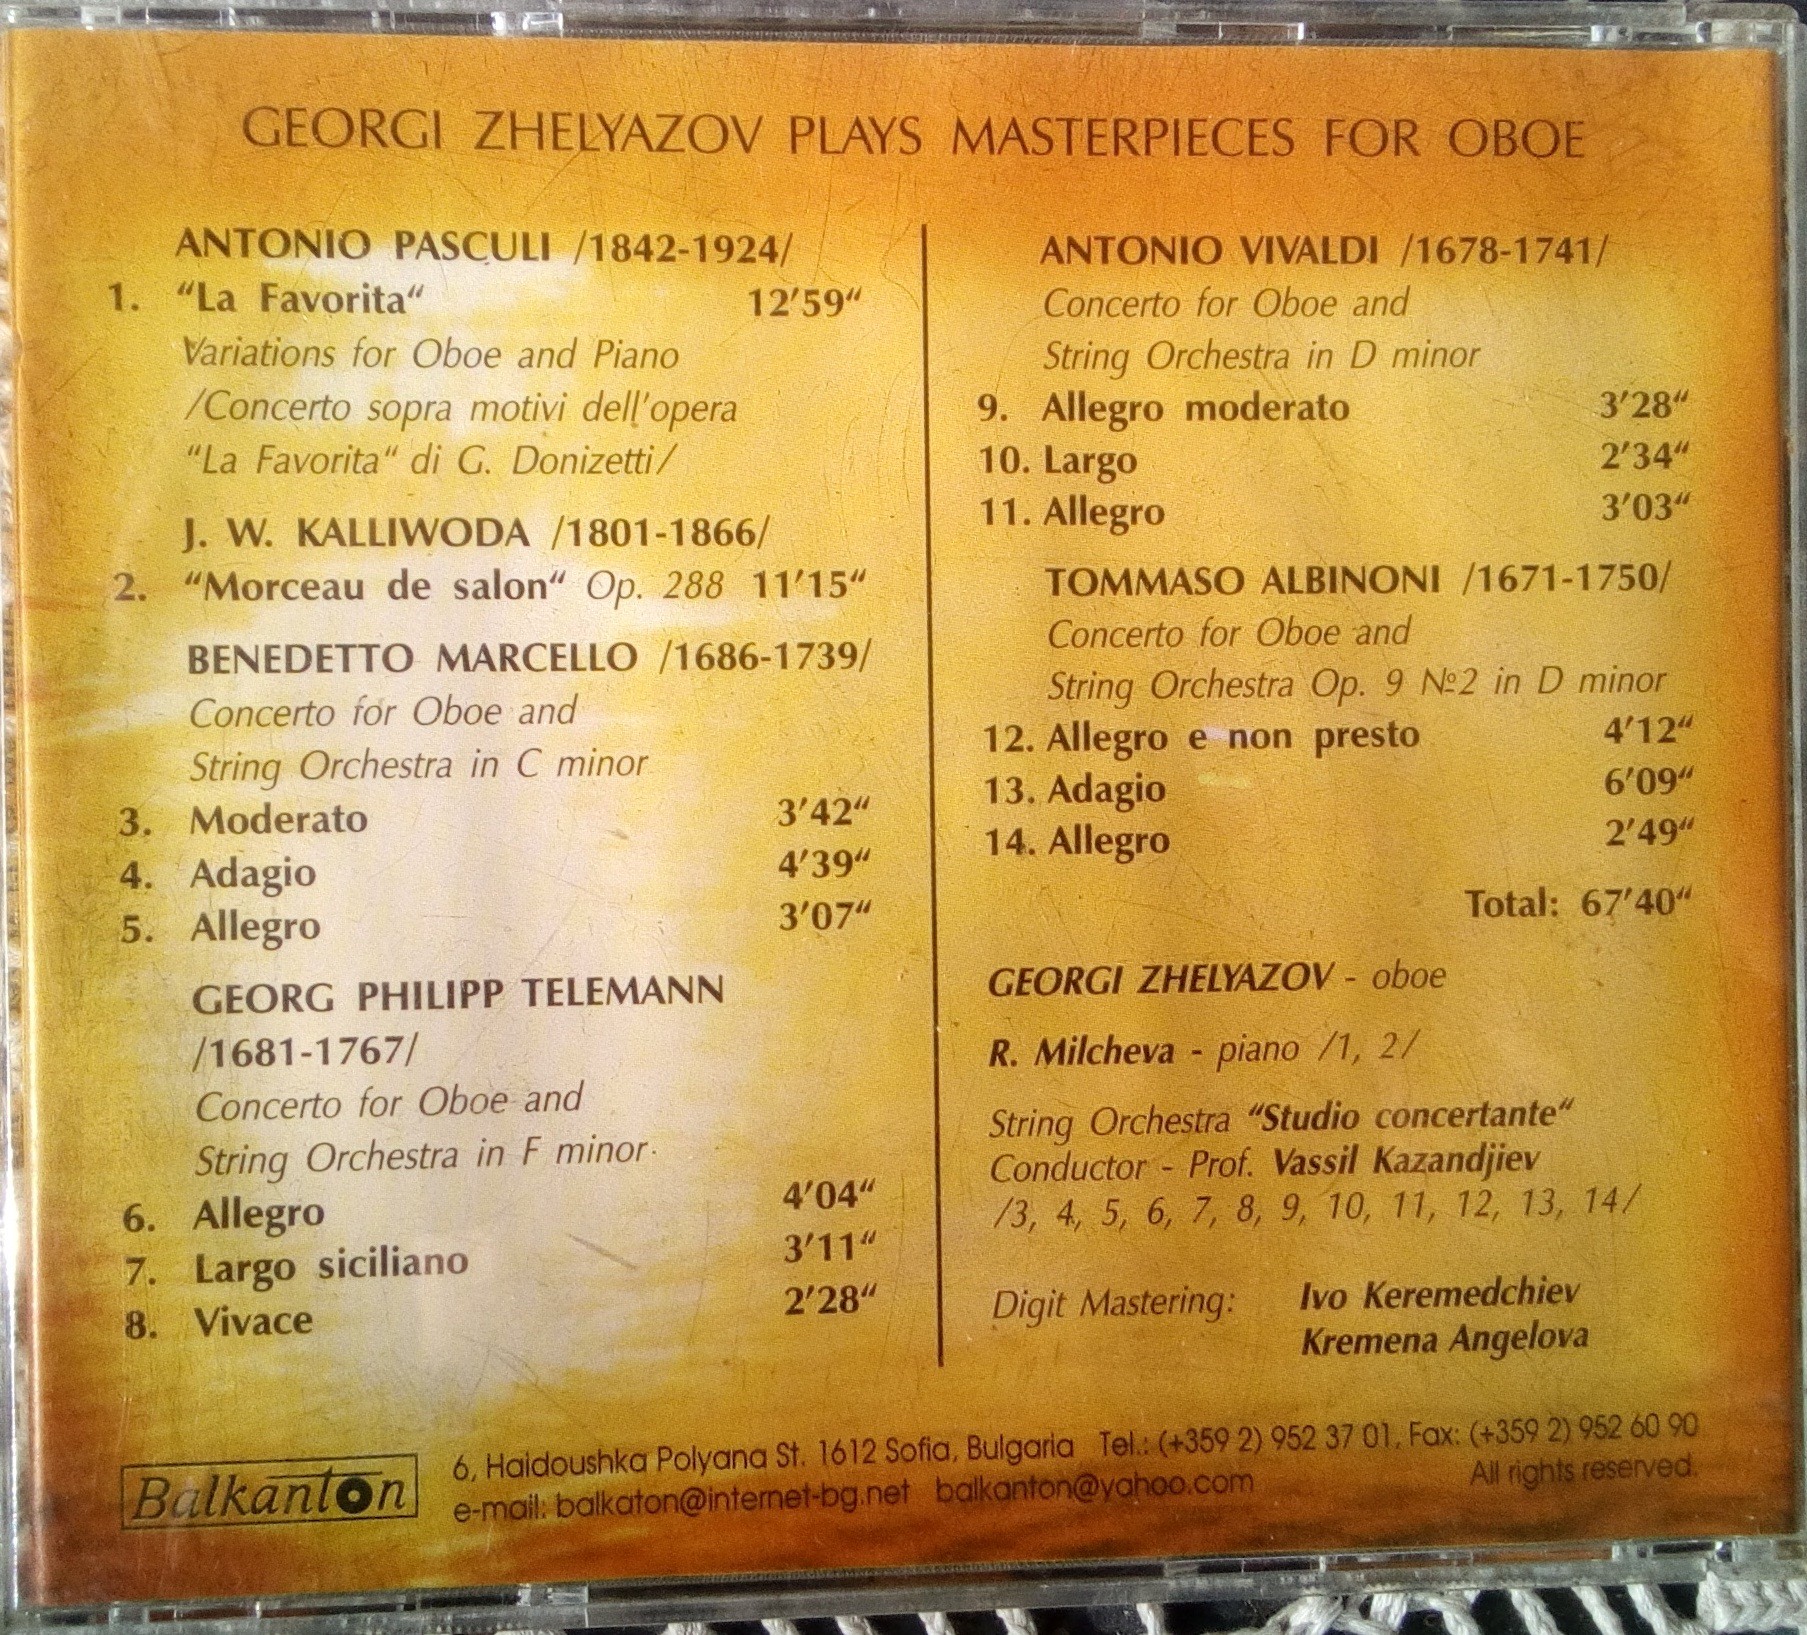 GEORGI ZHELYAZOV PLAYS MASTERPIECES FOR OBOE
ANTONIO PASCULI /1842-1924/
1. “La Favorita“ 12’59“
Variations for Oboe and Piano
/Concerto sopra motivi dell’opera
“La Favorita“ di G. Donizetti/
J. W. KALLIWODA /1801-1866/
2. “Morceau de salon“ Op. 288 11’15“
BENEDETTO MARCELLO /1686-1739/
Concerto for Oboe and
String Orchestra in C minor
3. Moderato 3’42“
4. Adagio 4’39“
5. Allegro 3’07“
GEORG PHILIPP TELEMANN
/1681-1767/
Concerto for Oboe and
String Orchestra in F minor
6. Allegro 4’04“
7. Largo siciliano 3’11“
8. Vivace 2’28“
ANTONIO VIVALDI /1678-1741/
Concerto for Oboe and
String Orchestra in D minor
9. Allegro moderato 3’28“
10. Largo 2’34“
11. Allegro 3’03“
TOMMASO ALBINONI /1671-1750/
Concerto for Oboe and
String Orchestra Op. 9 №2 in D minor
12. Allegro e non presto 4’12“
13. Adagio 6’09“
14. Allegro 2’49“
Total: 67’40“
GEORGI ZHELYAZOV - oboe
R. Milcheva - piano /1, 2/
String Orchestra “Studio concertante“
Conductor - Prof. Vassil Kazandjiev
/3, 4, 5, 6, 7, 8, 9, 10, 11, 12, 13, 14/
Digit Mastering: Ivo Keremedchiev
Kremena Angelova
Balkanton
6, Haidoushka Polyana St. 1612 Sofia, Bulgaria Tel.: (+359 2) 952 37 01, Fax: (+359 2) 952 60 90
e-mail: balkaton@internet-bg.net balkanton@yahoo.com All rights reserved.